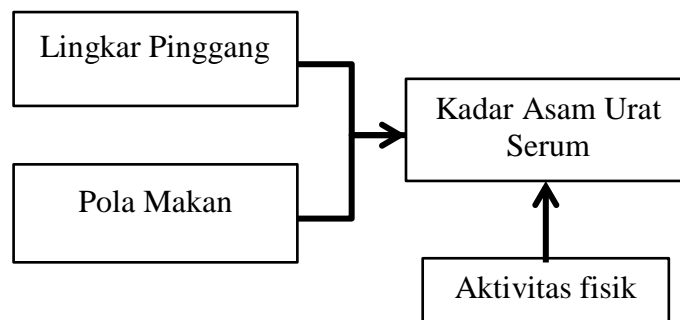 Lingkar Pinggang
Kadar Asam Urat
Serum
Pola Makan
Aktivitas fisik